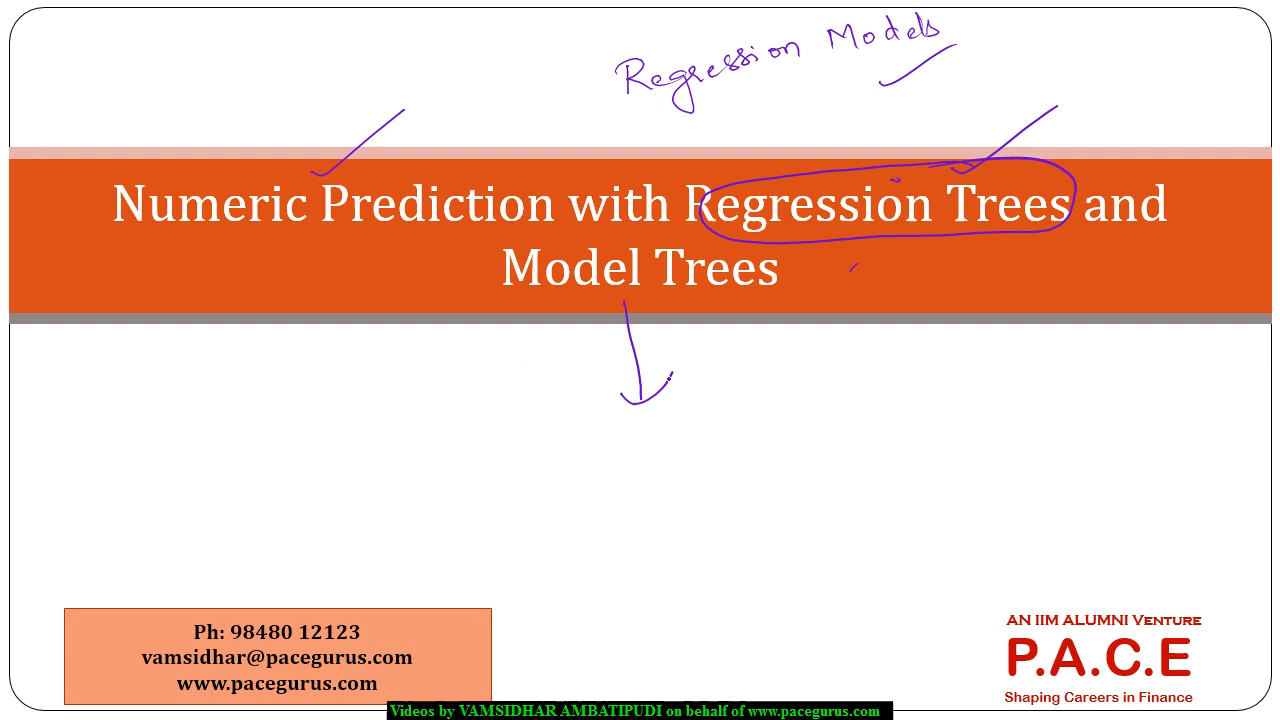 Regression Models
Numeric Prediction with Regression Trees and
Model Trees
Ph: 98480 12123
vamsidhar@pacegurus.com
www.pacegurus.com
AN IIM ALUMNI VENTURE
P.A.C.E
Shaping Careers in Finance
Videos by VAMSIDHAR AMBATIPUDI on behalf of www.pacegurus.com